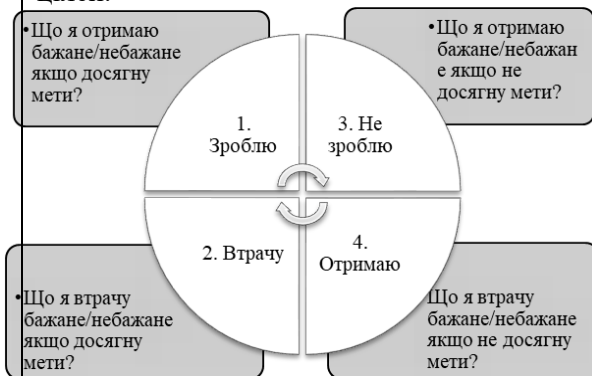 •Що я отримаю
бажане/небажане
якщо досягну
мети?
•Що я отримаю
бажане/небажан
е якщо не
досягну мети?
1.
Зроблю
3. Не
зроблю
2. Втрачу
4.
Отримаю
•Що я втрачу
бажане/небажане
якщо досягну
мети?
Що я втрачу
бажане/небажане
якщо не досягну
мети?